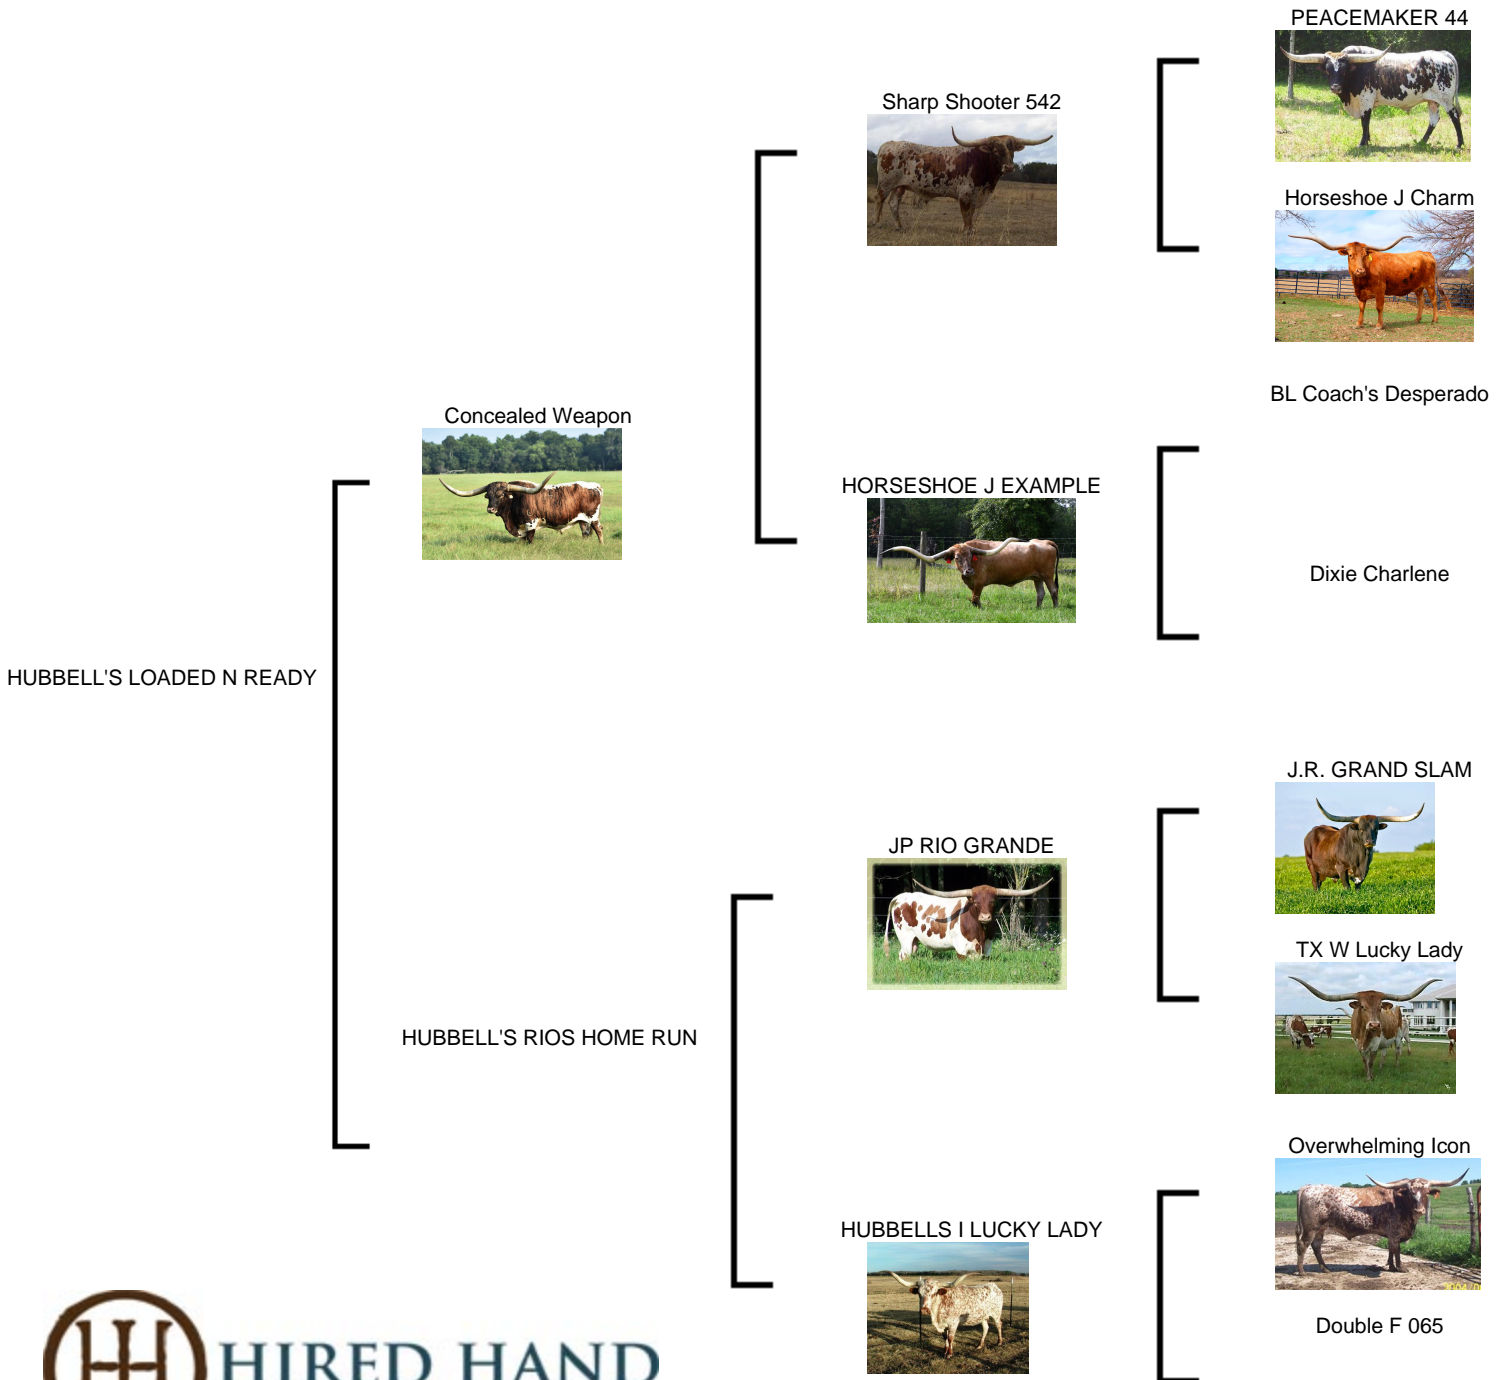 PEACEMAKER 44
Sharp Shooter 542
Horseshoe J Charm
BL Coach's Desperado
Concealed Weapon
HORSESHOE J EXAMPLE
Dixie Charlene
HUBBELL'S LOADED N READY
J.R. GRAND SLAM
JP RIO GRANDE
TX W Lucky Lady
HUBBELL'S RIOS HOME RUN
Overwhelming Icon
HUBBELLS I LUCKY LADY
Double F 065
HIRED HAND